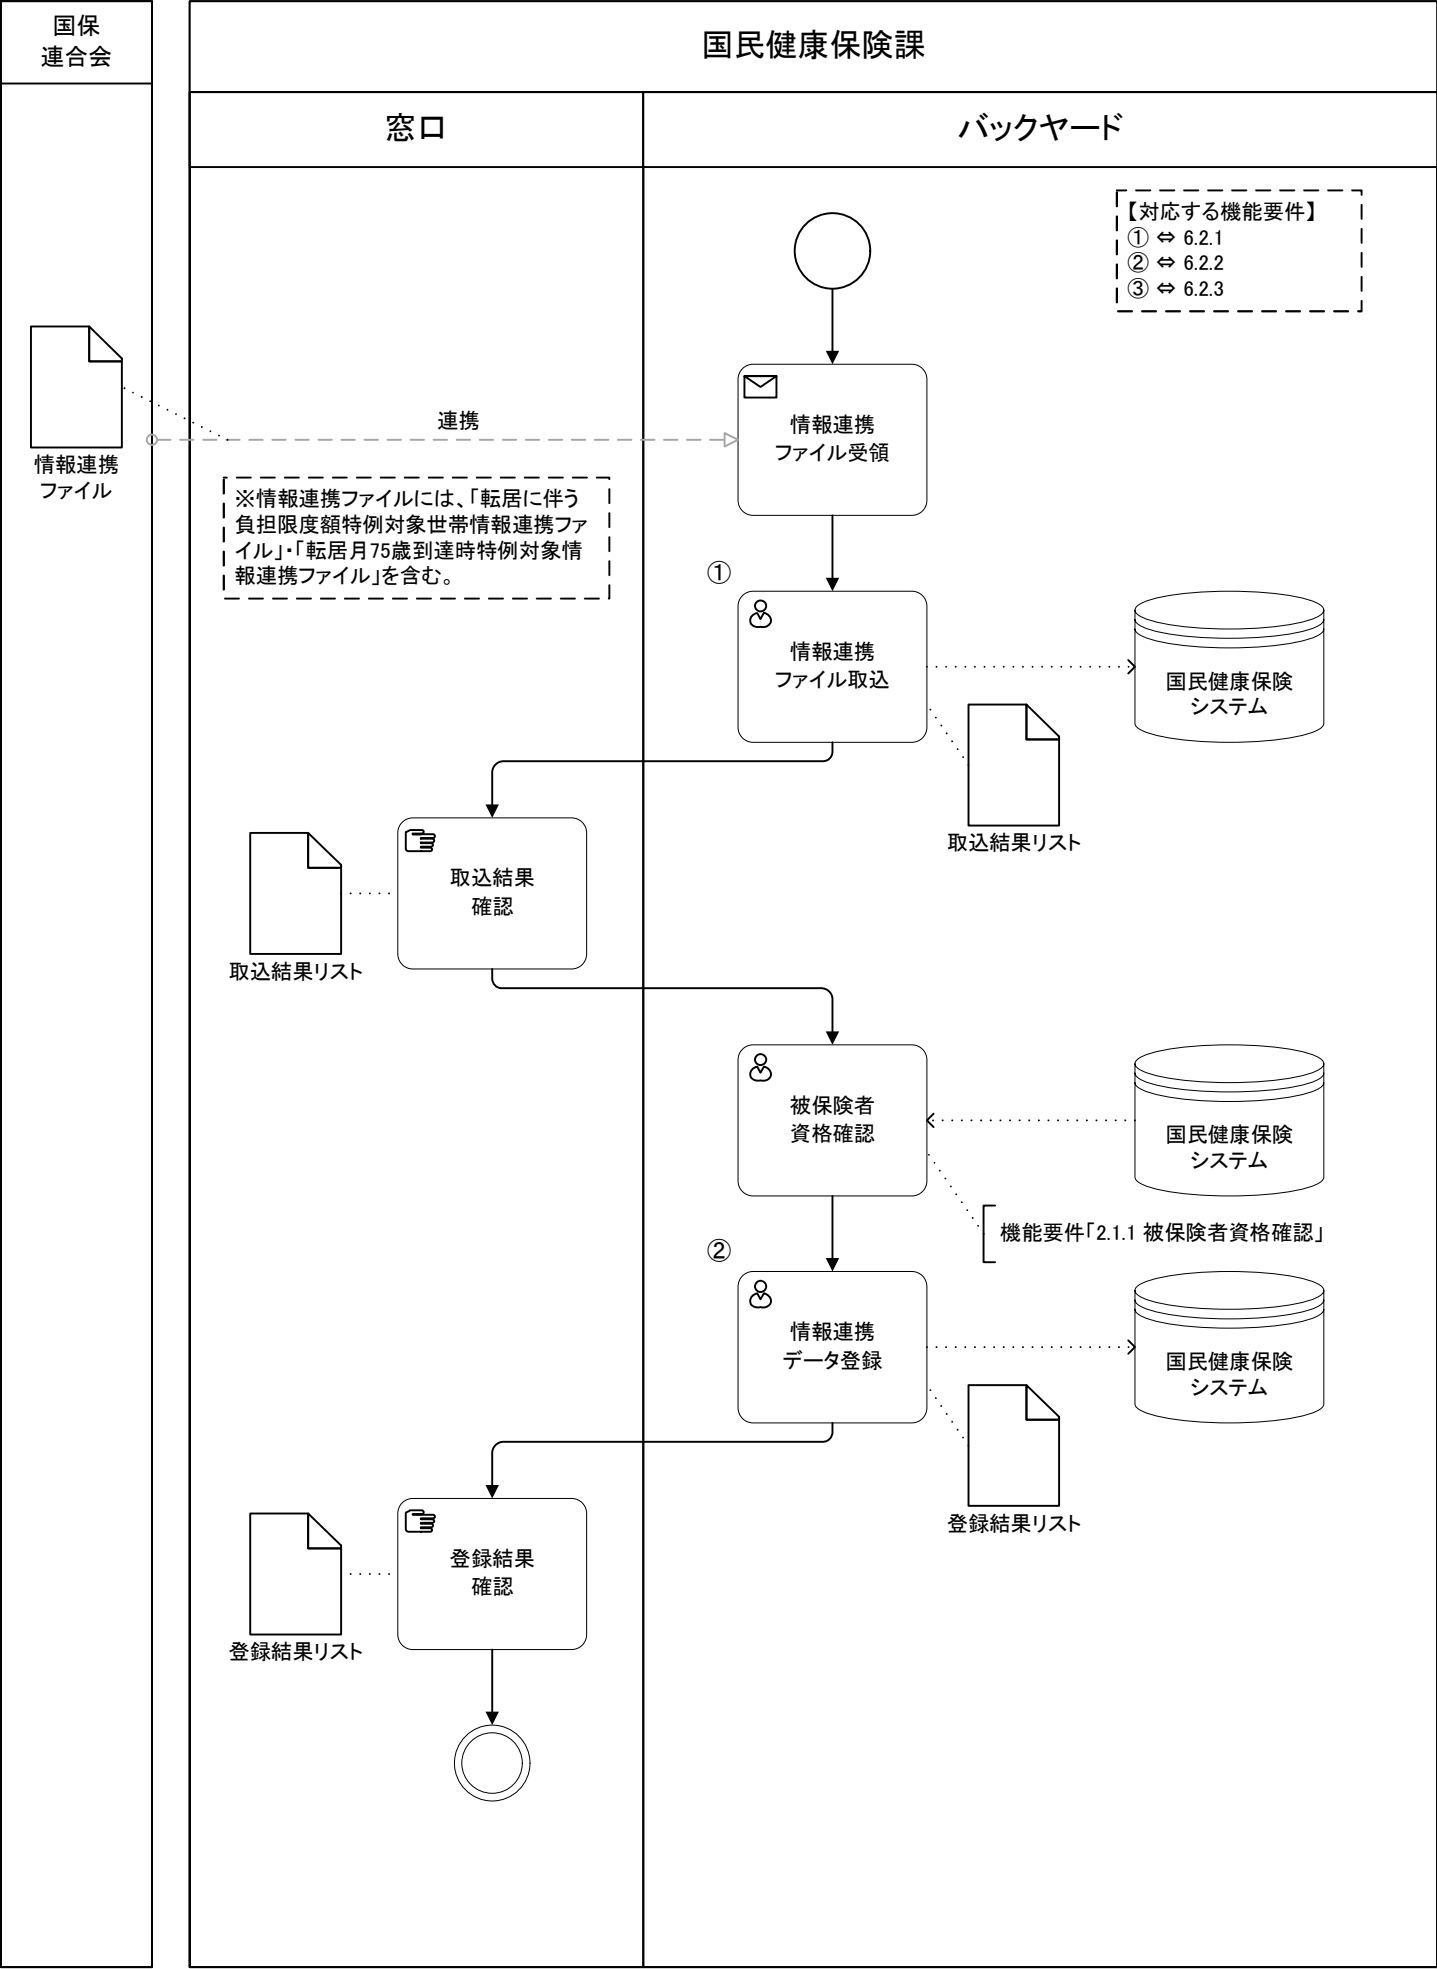 国保
連合会
国民健康保険課
窓口
バックヤード
【対応する機能要件】
① ⇔ 6.2.1
② ⇔ 6.2.2
③ ⇔ 6.2.3
情報連携
ファイル
連携
情報連携
ファイル受領
※情報連携ファイルには、「転居に伴う
負担限度額特例対象世帯情報連携ファ
イル」・「転居月75歳到達時特例対象情
報連携ファイル」を含む。
①
情報連携
ファイル取込
国民健康保険
システム
取込結果リスト
取込結果
確認
取込結果リスト
被保険者
資格確認
国民健康保険
システム
機能要件「2.1.1 被保険者資格確認」
②
情報連携
データ登録
国民健康保険
システム
登録結果リスト
登録結果
確認
登録結果リスト